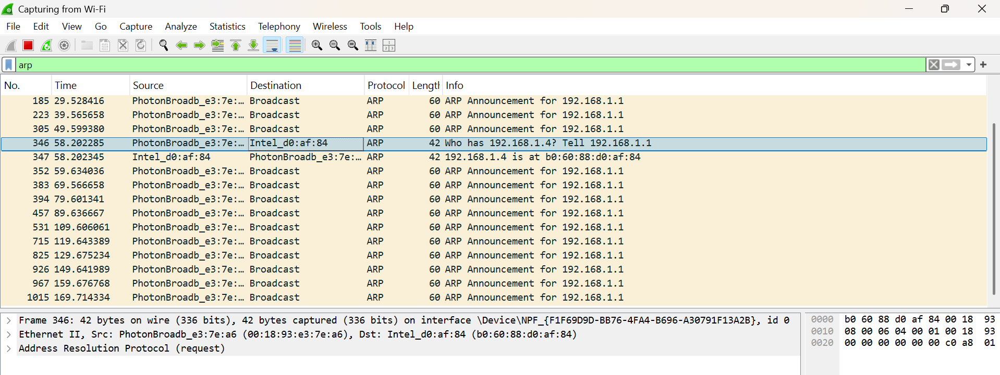 Capturing from Wi-Fi
File Edit View Go Capture Analyze Statistics Telephony Wireless Tools Help
arp
No. Time Source Destination Protocol Length Info
185 29.528416 PhotonBroadb_e3:7e:… Broadcast ARP 60 ARP Announcement for 192.168.1.1
223 39.565658 PhotonBroadb_e3:7e:… Broadcast ARP 60 ARP Announcement for 192.168.1.1
305 49.599380 PhotonBroadb_e3:7e:… Broadcast ARP 60 ARP Announcement for 192.168.1.1
346 58.202285 PhotonBroadb_e3:7e:… Intel_d0:af:84 ARP 42 Who has 192.168.1.4? Tell 192.168.1.1
347 58.202345 Intel_d0:af:84 PhotonBroadb_e3:7e:… ARP 42 192.168.1.4 is at b0:60:88:d0:af:84
352 59.634036 PhotonBroadb_e3:7e:… Broadcast ARP 60 ARP Announcement for 192.168.1.1
383 69.566658 PhotonBroadb_e3:7e:… Broadcast ARP 60 ARP Announcement for 192.168.1.1
394 79.601341 PhotonBroadb_e3:7e:… Broadcast ARP 60 ARP Announcement for 192.168.1.1
457 89.636667 PhotonBroadb_e3:7e:… Broadcast ARP 60 ARP Announcement for 192.168.1.1
531 109.606061 PhotonBroadb_e3:7e:… Broadcast ARP 60 ARP Announcement for 192.168.1.1
715 119.643389 PhotonBroadb_e3:7e:… Broadcast ARP 60 ARP Announcement for 192.168.1.1
825 129.675234 PhotonBroadb_e3:7e:… Broadcast ARP 60 ARP Announcement for 192.168.1.1
926 149.641989 PhotonBroadb_e3:7e:… Broadcast ARP 60 ARP Announcement for 192.168.1.1
967 159.676768 PhotonBroadb_e3:7e:… Broadcast ARP 60 ARP Announcement for 192.168.1.1
1015 169.714334 PhotonBroadb_e3:7e:… Broadcast ARP 60 ARP Announcement for 192.168.1.1
Frame 346: 42 bytes on wire (336 bits), 42 bytes captured (336 bits) on interface \Device\NPF_{F1F69D9D-BB76-4FA4-B696-A30791F13A2B}, id 0
Ethernet II, Src: PhotonBroadb_e3:7e:a6 (00:18:93:e3:7e:a6), Dst: Intel_d0:af:84 (b0:60:88:d0:af:84)
Address Resolution Protocol (request)
0000 b0 60 88 d0 af 84 00 18 93
0010 08 00 06 04 00 01 00 18 93
0020 00 00 00 00 00 00 c0 a8 01